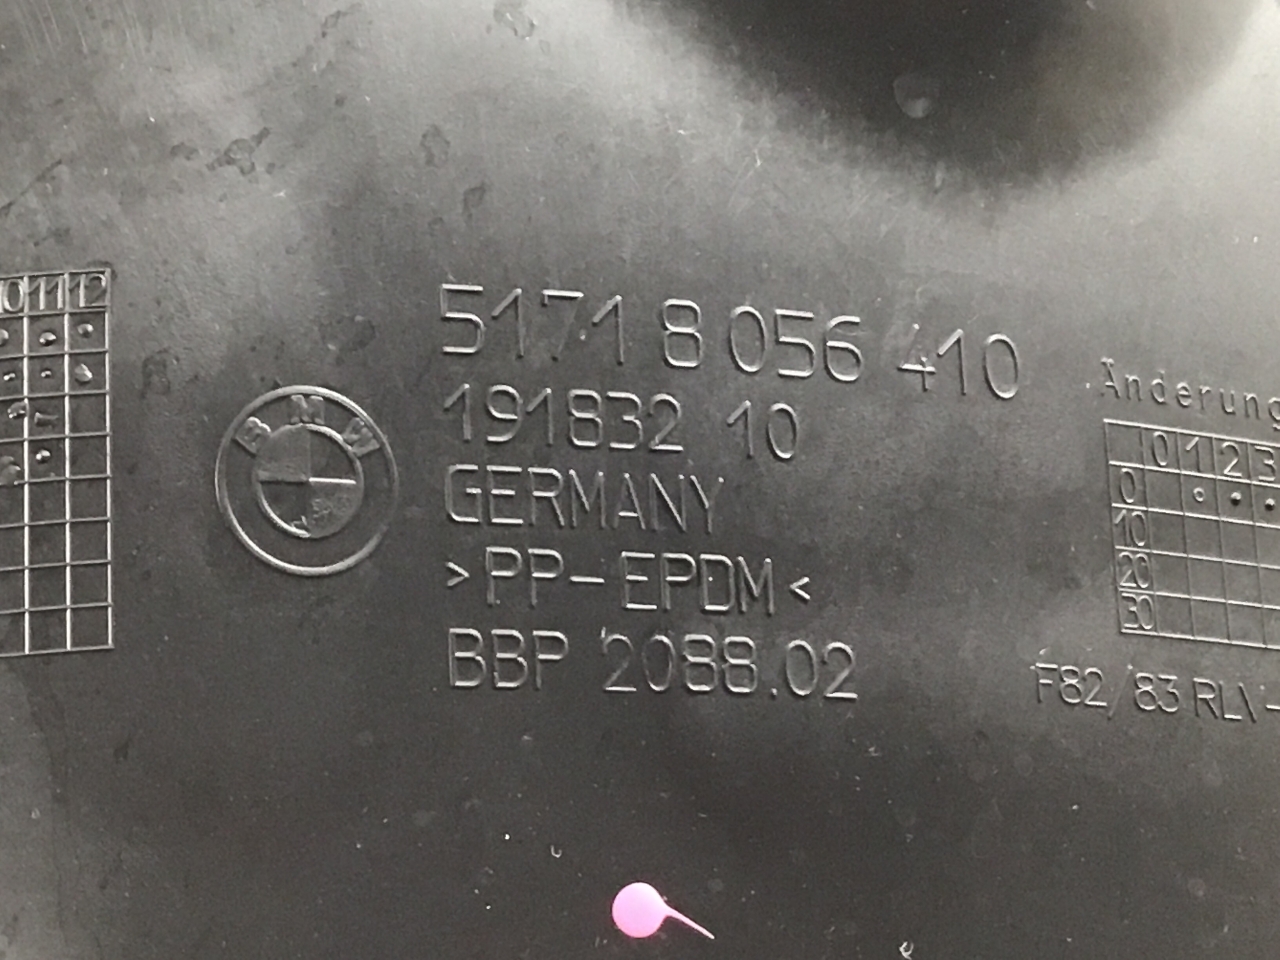 10 11 12
BMW
5171 8 056 410
191832 10
GERMANY
>PP-EPDM<
BBP 2088.02
Änderung
0 1 2 3
0
10
20
30
F82/83 RLV-